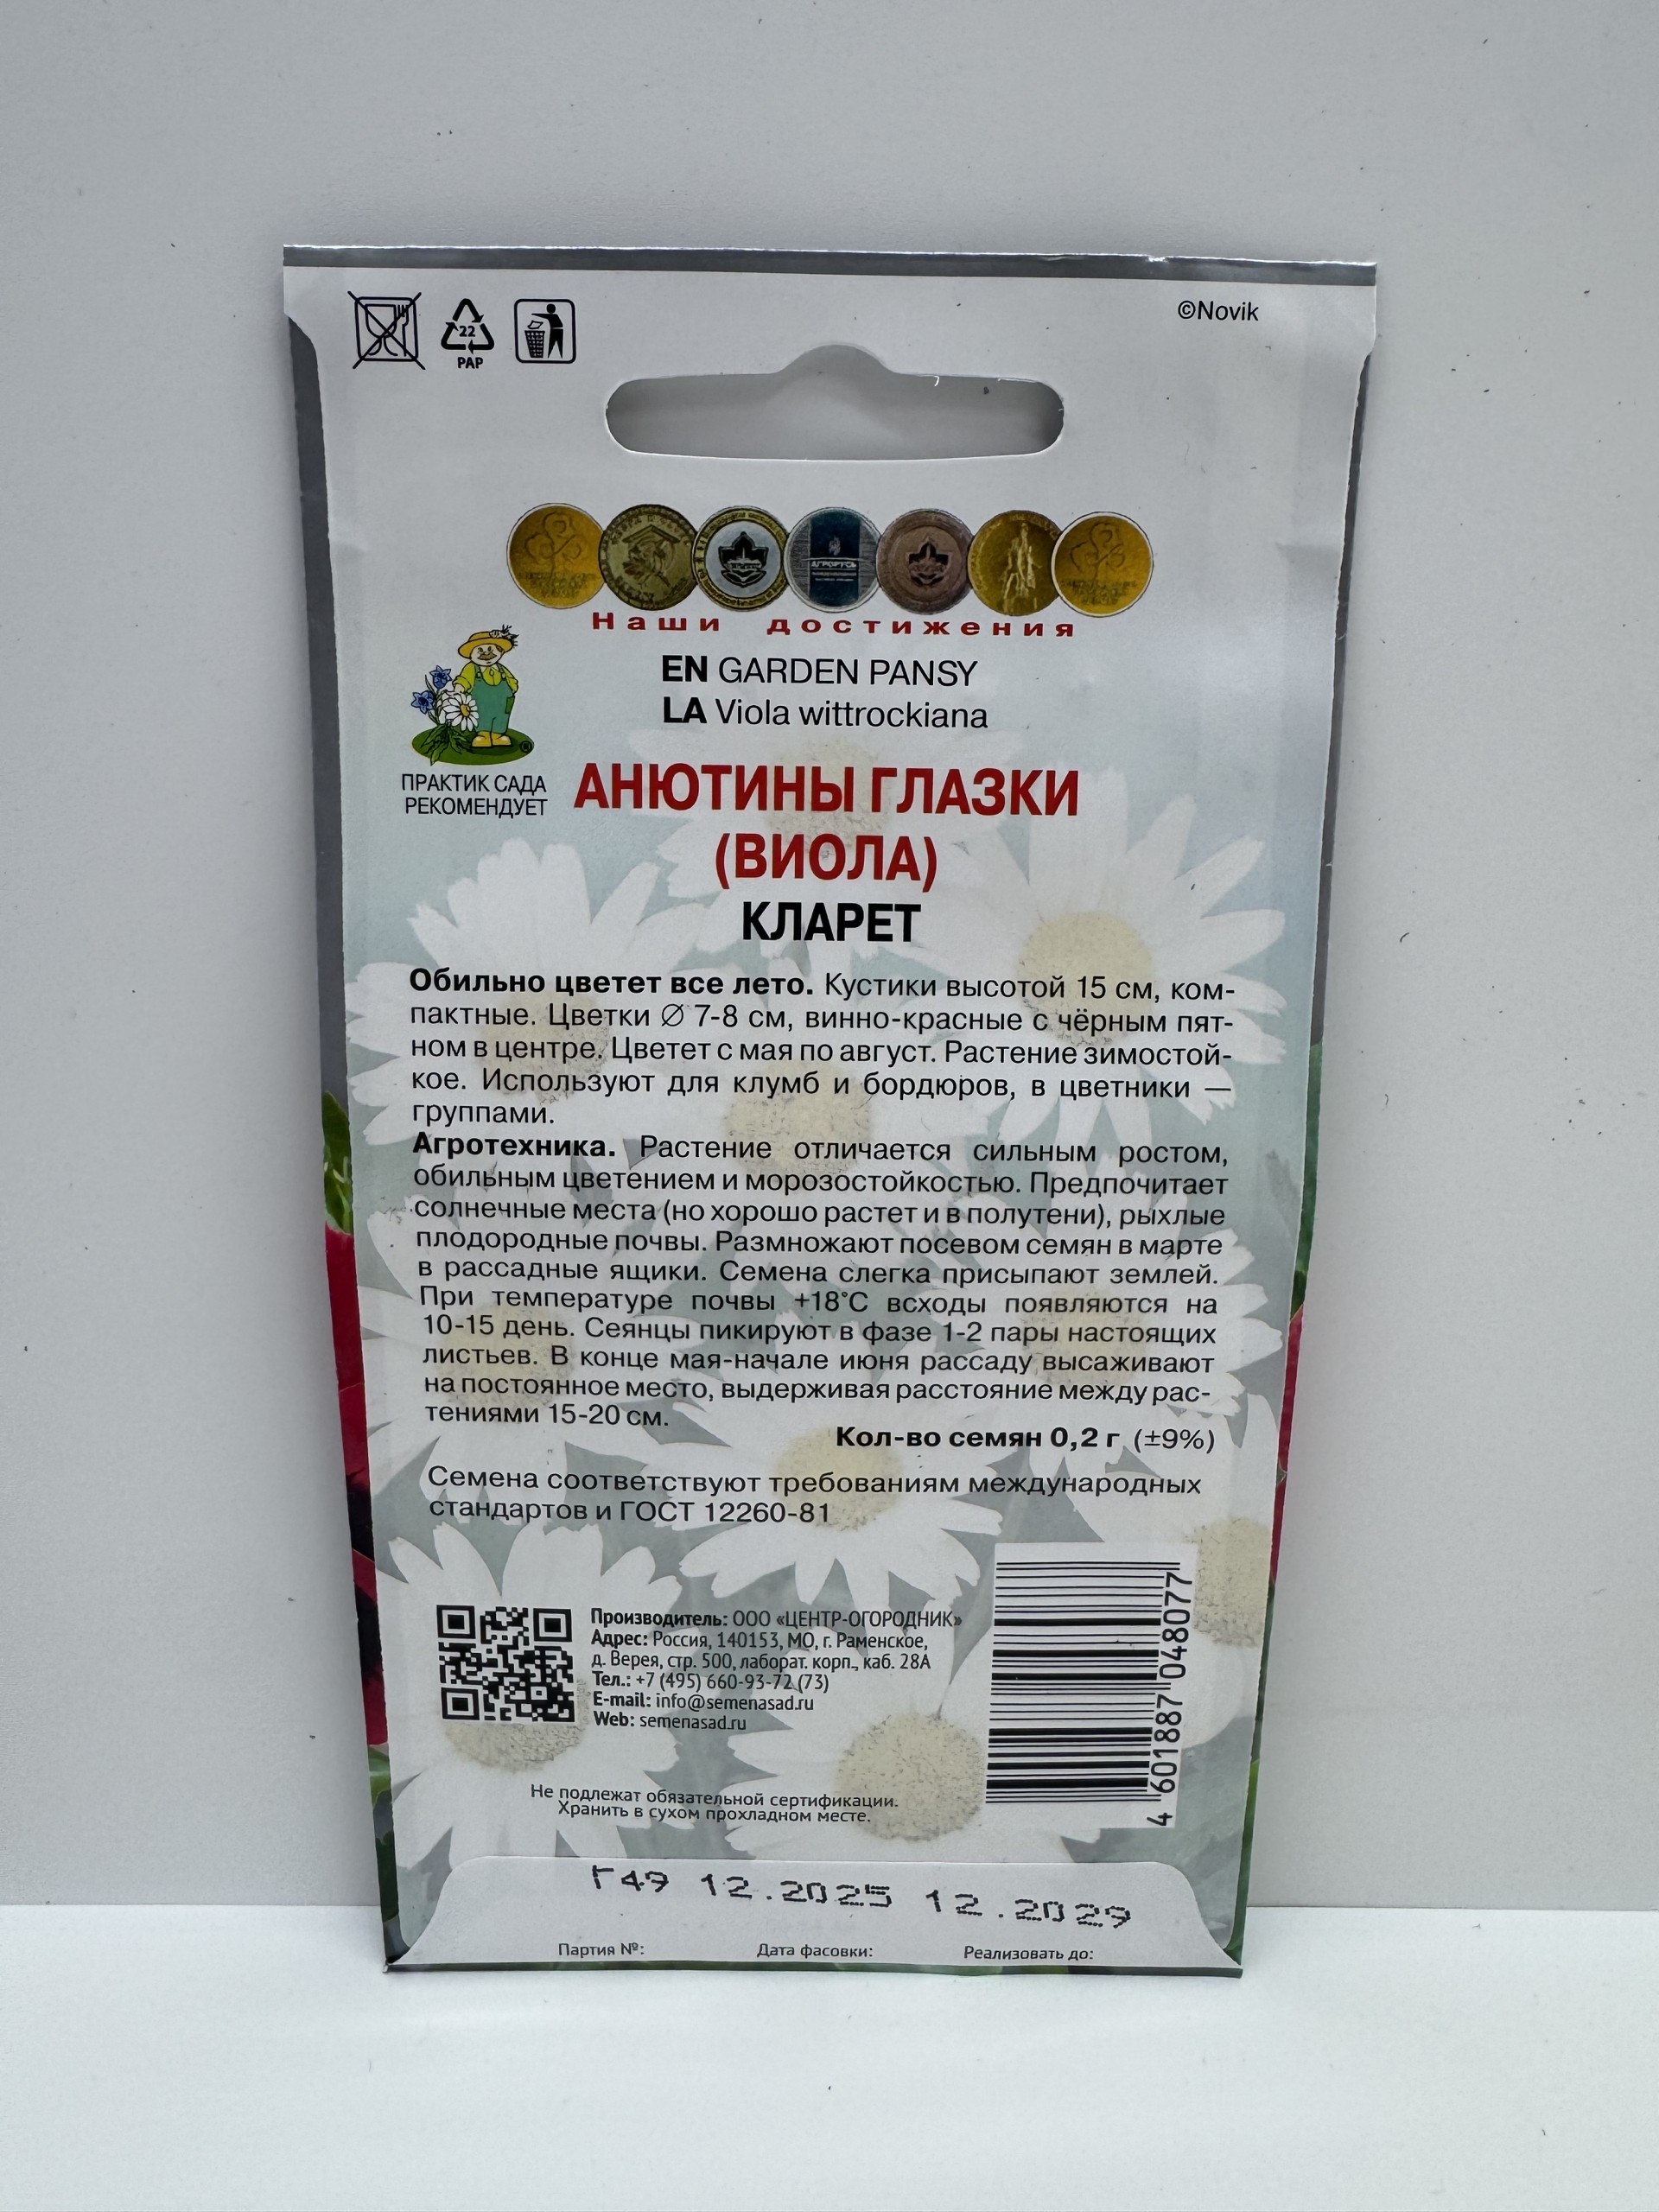 ©Novik
22
PAP
АГРОРУСЬ
Наши достижения
EN GARDEN PANSY
LA Viola wittrockiana
ПРАКТИК САДА
РЕКОМЕНДУЕТ
АНЮТИНЫ ГЛАЗКИ
(ВИОЛА)
КЛАРЕТ
Обильно цветет все лето. Кустики высотой 15 см, ком-
пактные. Цветки ∅ 7-8 см, винно-красные с чёрным пят-
ном в центре. Цветет с мая по август. Растение зимостой-
кое. Используют для клумб и бордюров, в цветники —
группами.
Агротехника. Растение отличается сильным ростом,
обильным цветением и морозостойкостью. Предпочитает
солнечные места (но хорошо растет и в полутени), рыхлые
плодородные почвы. Размножают посевом семян в марте
в рассадные ящики. Семена слегка присыпают землей.
При температуре почвы +18°С всходы появляются на
10-15 день. Сеянцы пикируют в фазе 1-2 пары настоящих
листьев. В конце мая-начале июня рассаду высаживают
на постоянное место, выдерживая расстояние между рас-
тениями 15-20 см.
Кол-во семян 0,2 г (±9%)
Семена соответствуют требованиям международных
стандартов и ГОСТ 12260-81
Производитель: ООО «ЦЕНТР-ОГОРОДНИК»
Адрес: Россия, 140153, МО, г. Раменское,
д. Верея, стр. 500, лаборат. корп., каб. 28А
Тел.: +7 (495) 660-93-72 (73)
E-mail: info@semenasad.ru
Web: semenasad.ru
4 601887 048077
Не подлежат обязательной сертификации.
Хранить в сухом прохладном месте.
Г49 12.2025 12.2029
Партия №: Дата фасовки: Реализовать до: